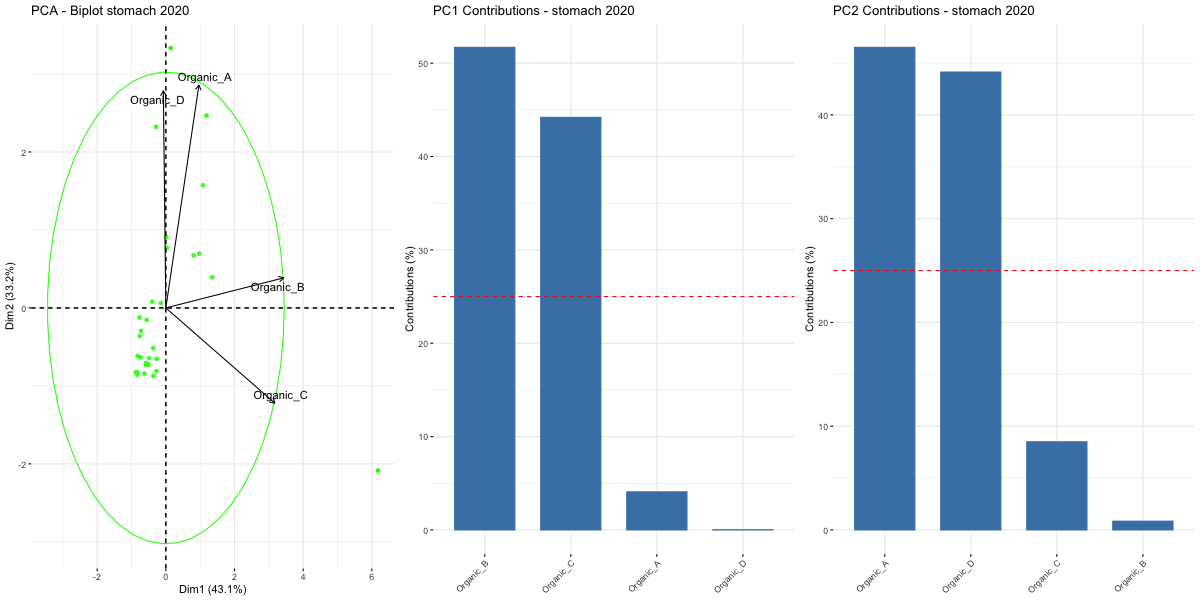 PCA - Biplot stomach 2020
Organic_A
Organic_D
Organic_B
Organic_C
2
0
-2
Dim2 (33.2%)
-2
0
2
4
6
Dim1 (43.1%)
PC1 Contributions - stomach 2020
50
40
30
20
10
0
Contributions (%)
Organic_B
Organic_C
Organic_A
Organic_D
PC2 Contributions - stomach 2020
40
30
20
10
0
Contributions (%)
Organic_A
Organic_D
Organic_C
Organic_B